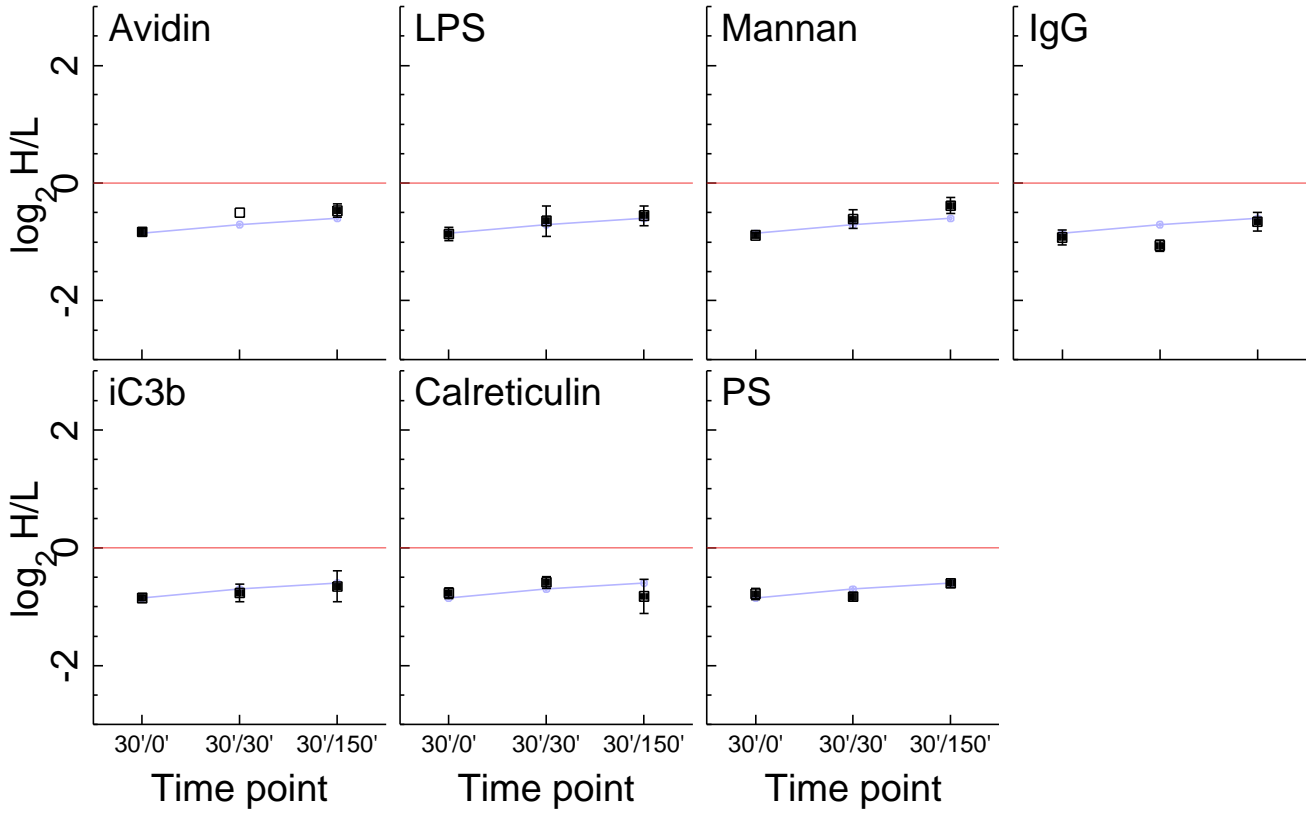 Avidin
LPS
Mannan
IgG
log2 H/L
2
0
-2
iC3b
Calreticulin
PS
log2 H/L
2
0
-2
30'/0' 30'/30' 30'/150'
30'/0' 30'/30' 30'/150'
30'/0' 30'/30' 30'/150'
Time point
Time point
Time point